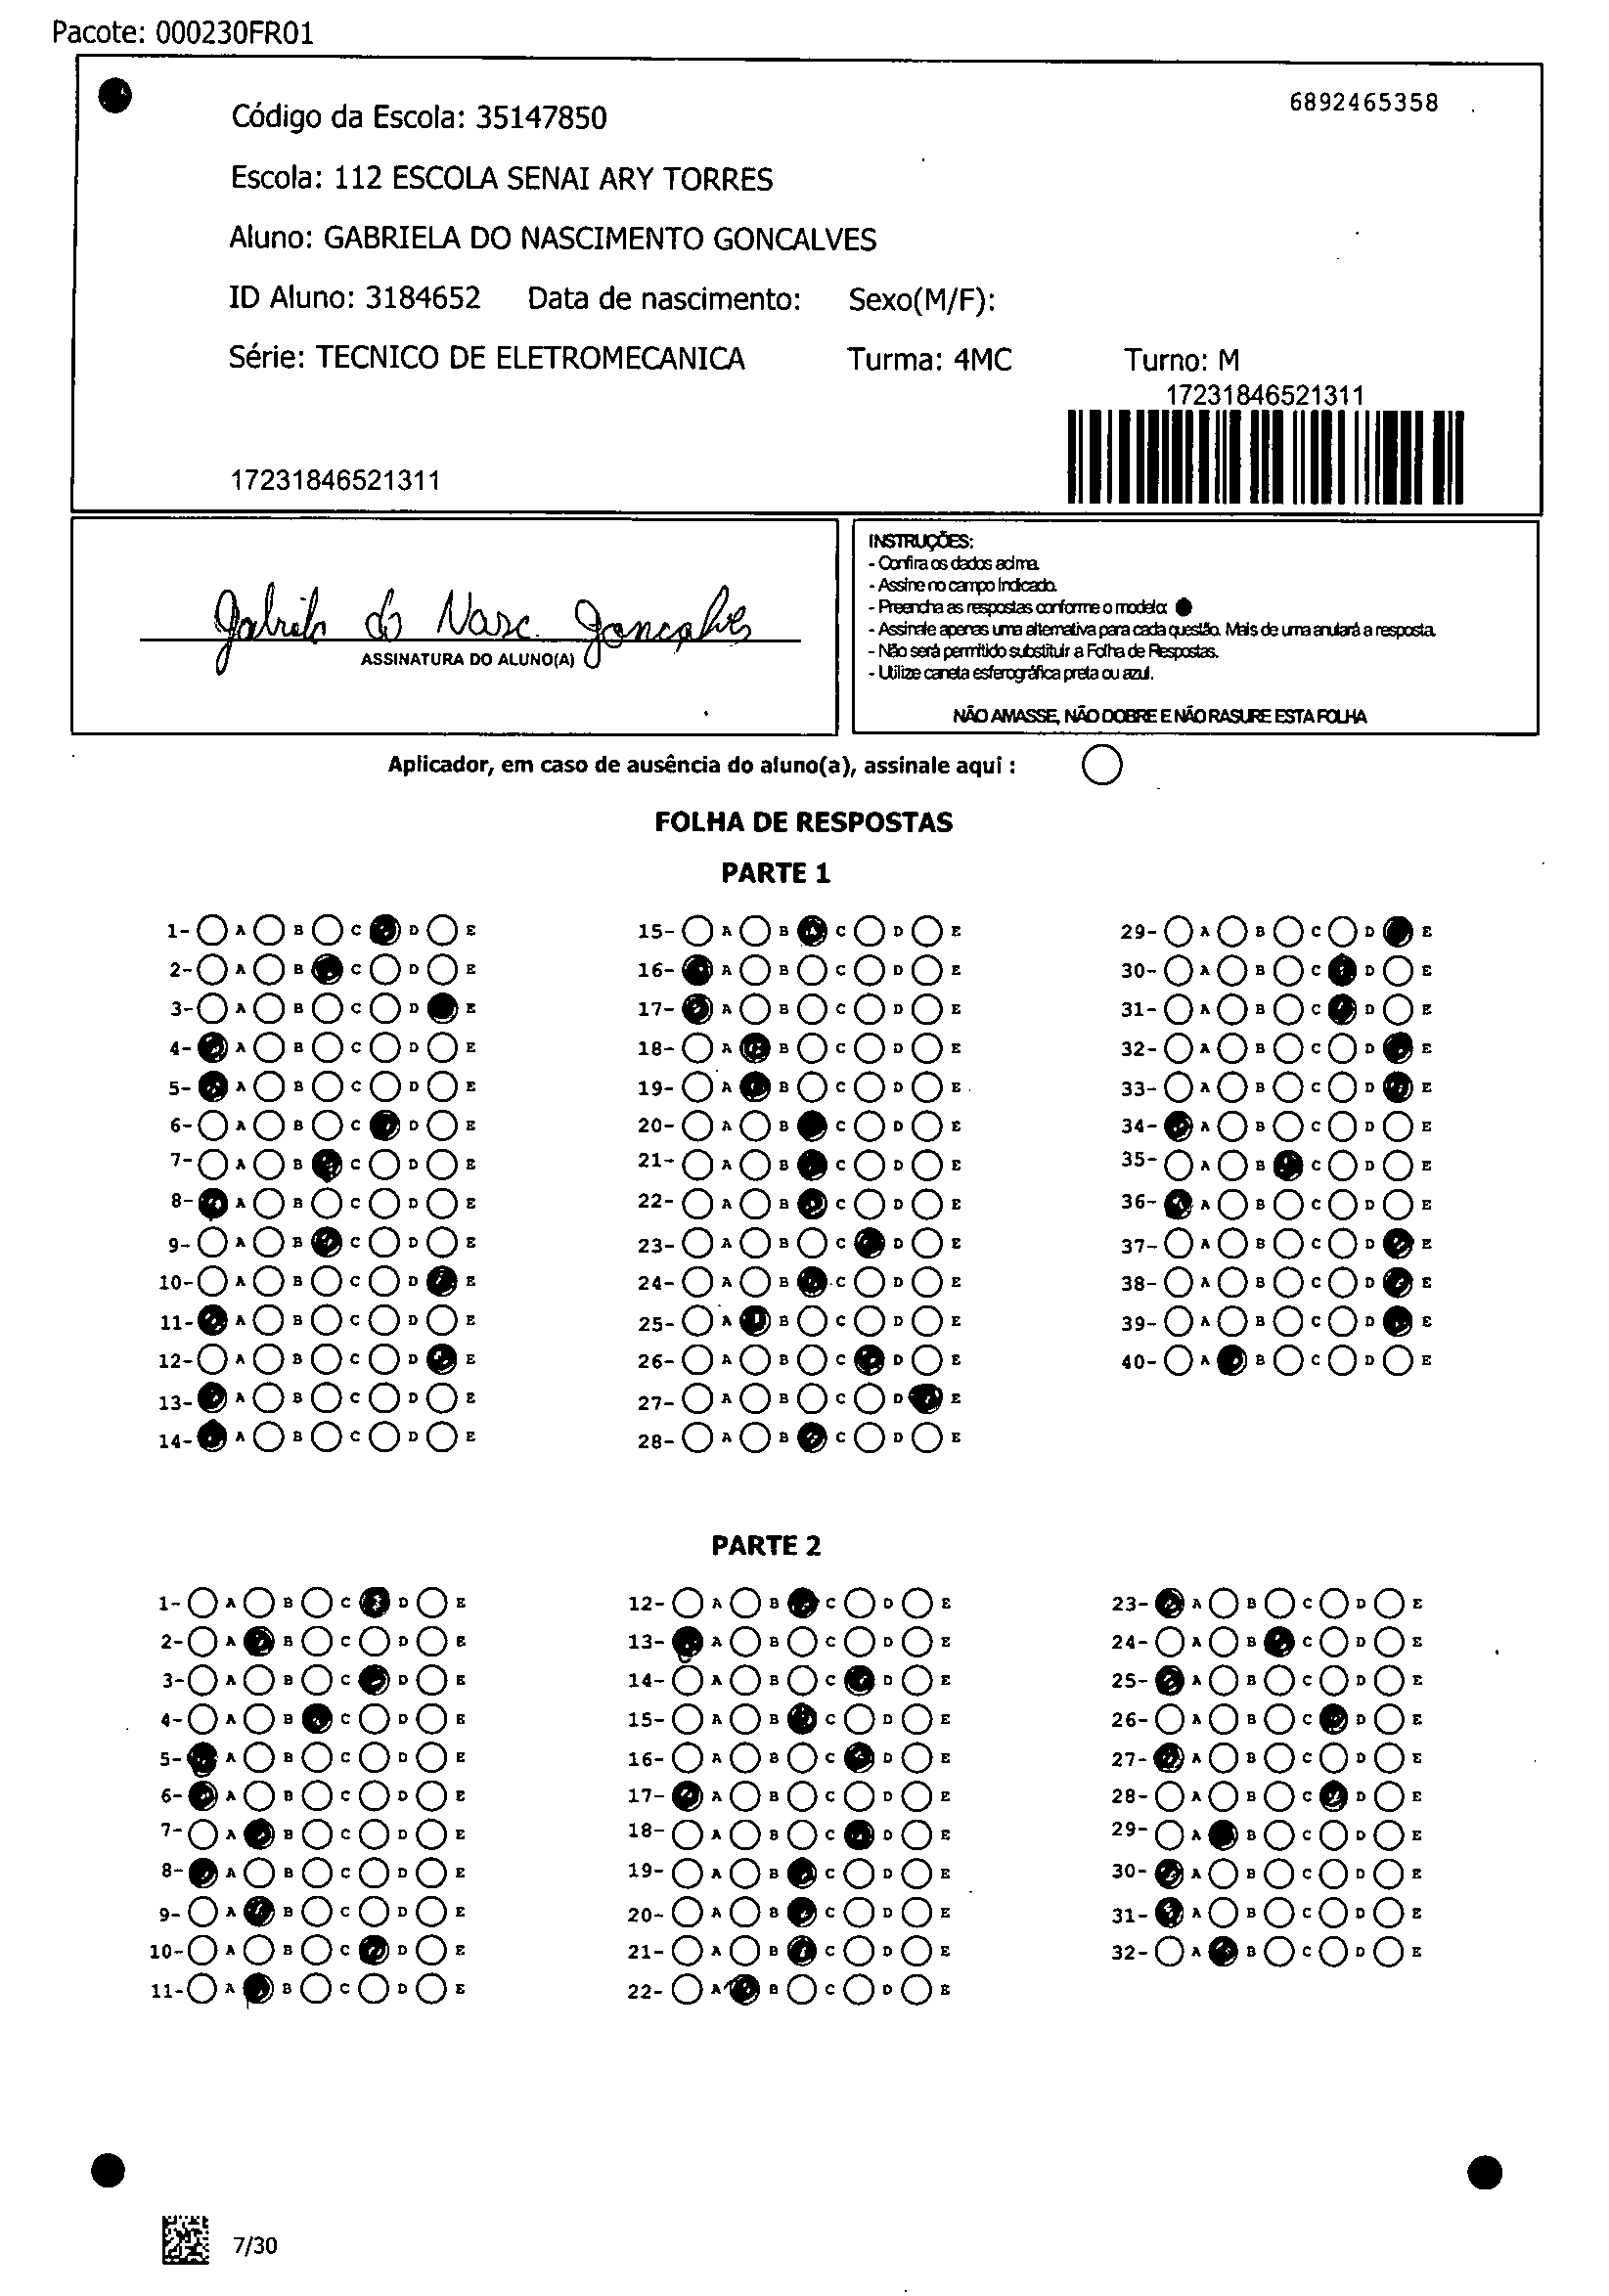 Pacote: 000230FR01
6892465358
Código da Escola: 35147850
Escola: 112 ESCOLA SENAI ARY TORRES
Aluno: GABRIELA DO NASCIMENTO GONCALVES
ID Aluno: 3184652 Data de nascimento: Sexo(M/F):
Série: TECNICO DE ELETROMECANICA Turma: 4MC Turno: M
17231846521311
17231846521311
Gabriela do Nasc. Gonçalves
ASSINATURA DO ALUNO(A)
INSTRUÇÕES:
- Confira os dados acima.
- Assine no campo indicado.
- Preencha as respostas conforme o modelo:
- Assinale apenas uma alternativa para cada questão. Mais de uma anulará a resposta.
- Não será permitido substituir a Folha de Respostas.
- Utilize caneta esferográfica preta ou azul.
NÃO AMASSE, NÃO DOBRE E NÃO RASURE ESTA FOLHA
Aplicador, em caso de ausência do aluno(a), assinale aqui :
FOLHA DE RESPOSTAS
PARTE 1
1- A B C D E 15- A B C D E 29- A B C D E
2- A B C D E 16- A B C D E 30- A B C D E
3- A B C D E 17- A B C D E 31- A B C D E
4- A B C D E 18- A B C D E 32- A B C D E
5- A B C D E 19- A B C D E 33- A B C D E
6- A B C D E 20- A B C D E 34- A B C D E
7- A B C D E 21- A B C D E 35- A B C D E
8- A B C D E 22- A B C D E 36- A B C D E
9- A B C D E 23- A B C D E 37- A B C D E
10- A B C D E 24- A B C D E 38- A B C D E
11- A B C D E 25- A B C D E 39- A B C D E
12- A B C D E 26- A B C D E 40- A B C D E
13- A B C D E 27- A B C D E
14- A B C D E 28- A B C D E
PARTE 2
1- A B C D E 12- A B C D E 23- A B C D E
2- A B C D E 13- A B C D E 24- A B C D E
3- A B C D E 14- A B C D E 25- A B C D E
4- A B C D E 15- A B C D E 26- A B C D E
5- A B C D E 16- A B C D E 27- A B C D E
6- A B C D E 17- A B C D E 28- A B C D E
7- A B C D E 18- A B C D E 29- A B C D E
8- A B C D E 19- A B C D E 30- A B C D E
9- A B C D E 20- A B C D E 31- A B C D E
10- A B C D E 21- A B C D E 32- A B C D E
11- A B C D E 22- A B C D E
7/30